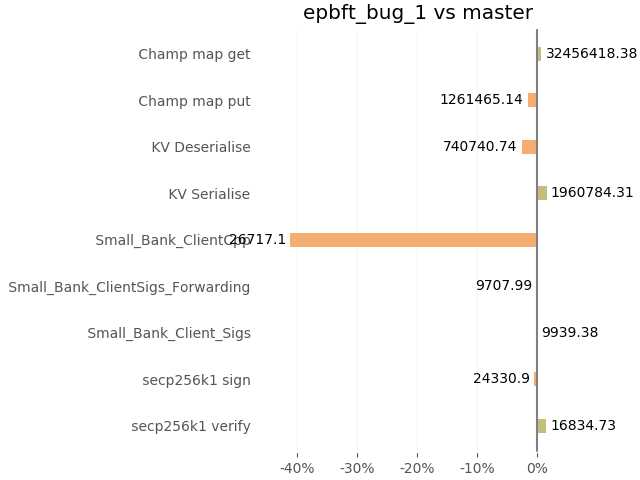 epbft_bug_1 vs master
Champ map get 32456418.38
Champ map put 1261465.14
KV Deserialise 740740.74
KV Serialise 1960784.31
Small_Bank_ClientCpp 26717.1
Small_Bank_ClientSigs_Forwarding 9707.99
Small_Bank_Client_Sigs 9939.38
secp256k1 sign 24330.9
secp256k1 verify 16834.73
-40% -30% -20% -10% 0%